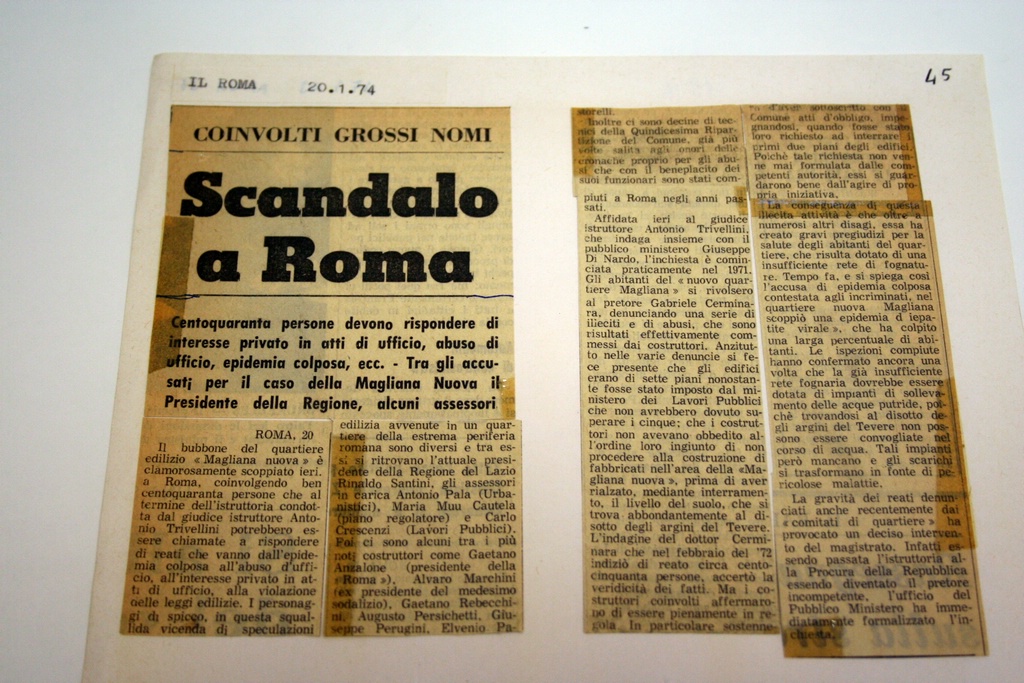 IL ROMA 20.1.74
45
COINVOLTI GROSSI NOMI
Scandalo
a Roma
Centoquaranta persone devono rispondere di
interesse privato in atti di ufficio, abuso di
ufficio, epidemia colposa, ecc. - Tra gli accu-
sati per il caso della Magliana Nuova il
Presidente della Regione, alcuni assessori
ROMA, 20
Il bubbone del quartiere
edilizio «Magliana nuova» è
clamorosamente scoppiato ieri.
a Roma, coinvolgendo ben
centoquaranta persone che al
termine dell'istruttoria condot-
ta dal giudice istruttore Anto-
nio Trivellini potrebbero es-
sere chiamate a rispondere
di reati che vanno dall'epide-
mia colposa all'abuso d'uffi-
cio, all'interesse privato in at-
ti di ufficio, alla violazione
delle leggi edilizie. I personag-
gi di spicco, in questa squal-
lida vicenda di speculazioni
edilizia avvenute in un quar-
tiere della estrema periferia
romana sono diversi e tra es-
si si ritrovano l'attuale presi-
dente della Regione del Lazio
Rinaldo Santini, gli assessori
in carica Antonio Pala (Urba-
nistici), Maria Muu Cautela
(piano regolatore) e Carlo
Crescenzi (Lavori Pubblici).
Poi ci sono alcuni tra i più
noti costruttori come Gaetano
Anzalone (presidente della
«Roma»), Alvaro Marchini
(ex presidente del medesimo
sodalizio), Gaetano Rebecchi-
ni, Augusto Persichetti, Giu-
seppe Perugini, Elvenio Pa-
storelli.
Inoltre ci sono decine di tec-
nici della Quindicesima Ripar-
tizione del Comune, già più
volte salita agli onori delle
cronache proprio per gli abu-
si che con il beneplacito dei
suoi funzionari sono stati com-
piuti a Roma negli anni pas-
sati.
Affidata ieri al giudice
istruttore Antonio Trivellini,
che indaga insieme con il
pubblico ministero Giuseppe
Di Nardo, l'inchiesta è comin-
ciata praticamente nel 1971.
Gli abitanti del «nuovo quar-
tiere Magliana» si rivolsero
al pretore Gabriele Cermina-
ra, denunciando una serie di
illieciti e di abusi, che sono
risultati effettivamente com-
messi dai costruttori. Anzitut-
to nelle varie denuncie si fe-
ce presente che gli edifici
erano di sette piani nonostan-
te fosse stato imposto dal mi-
nistero dei Lavori Pubblici
che non avrebbero dovuto su-
perare i cinque; che i costrut-
tori non avevano obbedito al-
l'ordine loro ingiunto di non
procedere alla costruzione di
fabbricati nell'area della «Ma-
gliana nuova», prima di aver
rialzato, mediante interramen-
to, il livello del suolo, che si
trova abbondantemente al di-
sotto degli argini del Tevere.
L'indagine del dottor Cermi-
nara che nel febbraio del '72
indiziò di reato circa cento-
cinquanta persone, accertò la
veridicità dei fatti. Ma i co-
struttori coinvolti affermaro-
no di essere pienamente in re-
gola. In particolare sostenne-
d'aver sottoscritto con il
Comune atti d'obbligo, impe-
gnandosi, quando fosse stato
loro richiesto ad interrare i
primi due piani degli edifici.
Poichè tale richiesta non ven-
ne mai formulata dalle com-
petenti autorità, essi si guar-
darono bene dall'agire di pro-
pria iniziativa.
La conseguenza di questa
illecita attività è che oltre a
numerosi altri disagi, essa ha
creato gravi pregiudizi per la
salute degli abitanti del quar-
tiere, che risulta dotato di una
insufficiente rete di fognatu-
re. Tempo fa, e si spiega così
l'accusa di epidemia colposa
contestata agli incriminati, nel
quartiere nuova Magliana
scoppiò una epidemia d'«epa-
tite virale», che ha colpito
una larga percentuale di abi-
tanti. Le ispezioni compiute
hanno confermato ancora una
volta che la già insufficiente
rete fognaria dovrebbe essere
dotata di impianti di solleva-
mento delle acque putride, poi-
chè trovandosi al disotto de-
gli argini del Tevere non pos-
sono essere convogliate nel
corso di acqua. Tali impianti
però mancano e gli scarichi
si trasformano in fonte di pe-
ricolose malattie.
La gravità dei reati denun-
ciati anche recentemente dai
«comitati di quartiere» ha
provocato un deciso interven-
to del magistrato. Infatti es-
sendo passata l'istruttoria al-
la Procura della Repubblica
essendo diventato il pretore
incompetente, l'ufficio del
Pubblico Ministero ha imme-
diatamente formalizzato l'in-
chiesta.